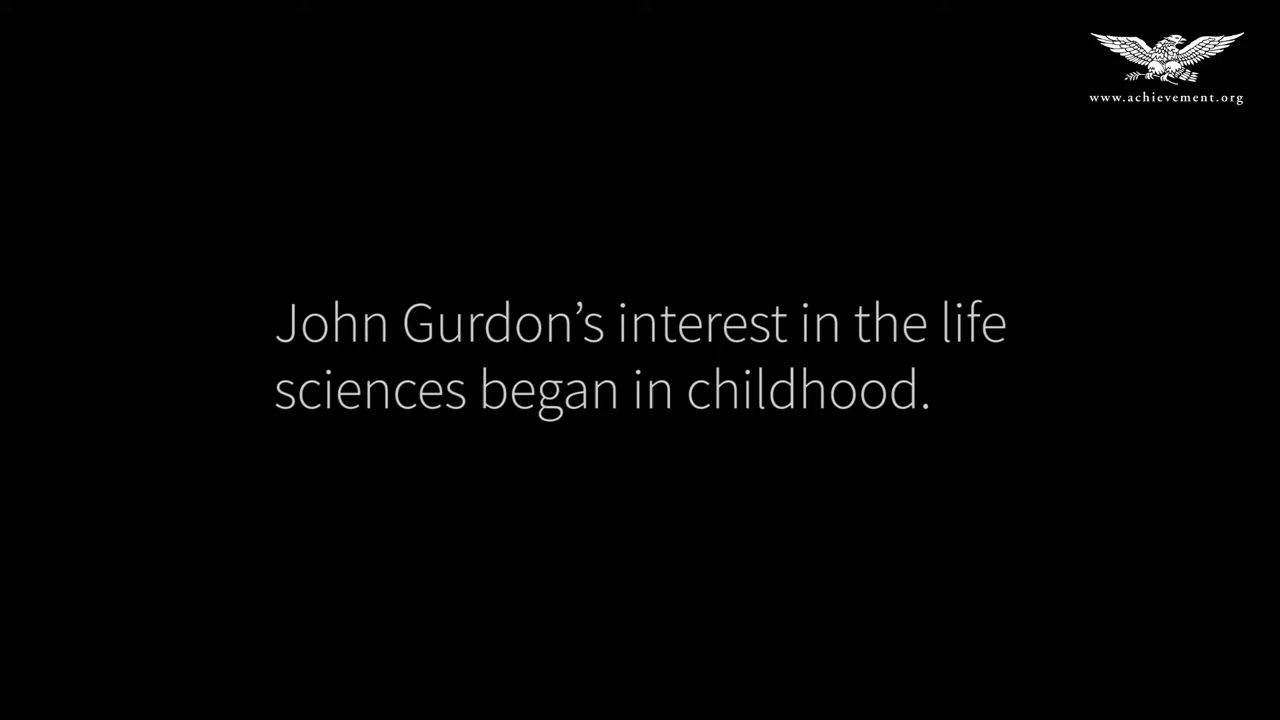 www.achievement.org
John Gurdon’s interest in the life
sciences began in childhood.